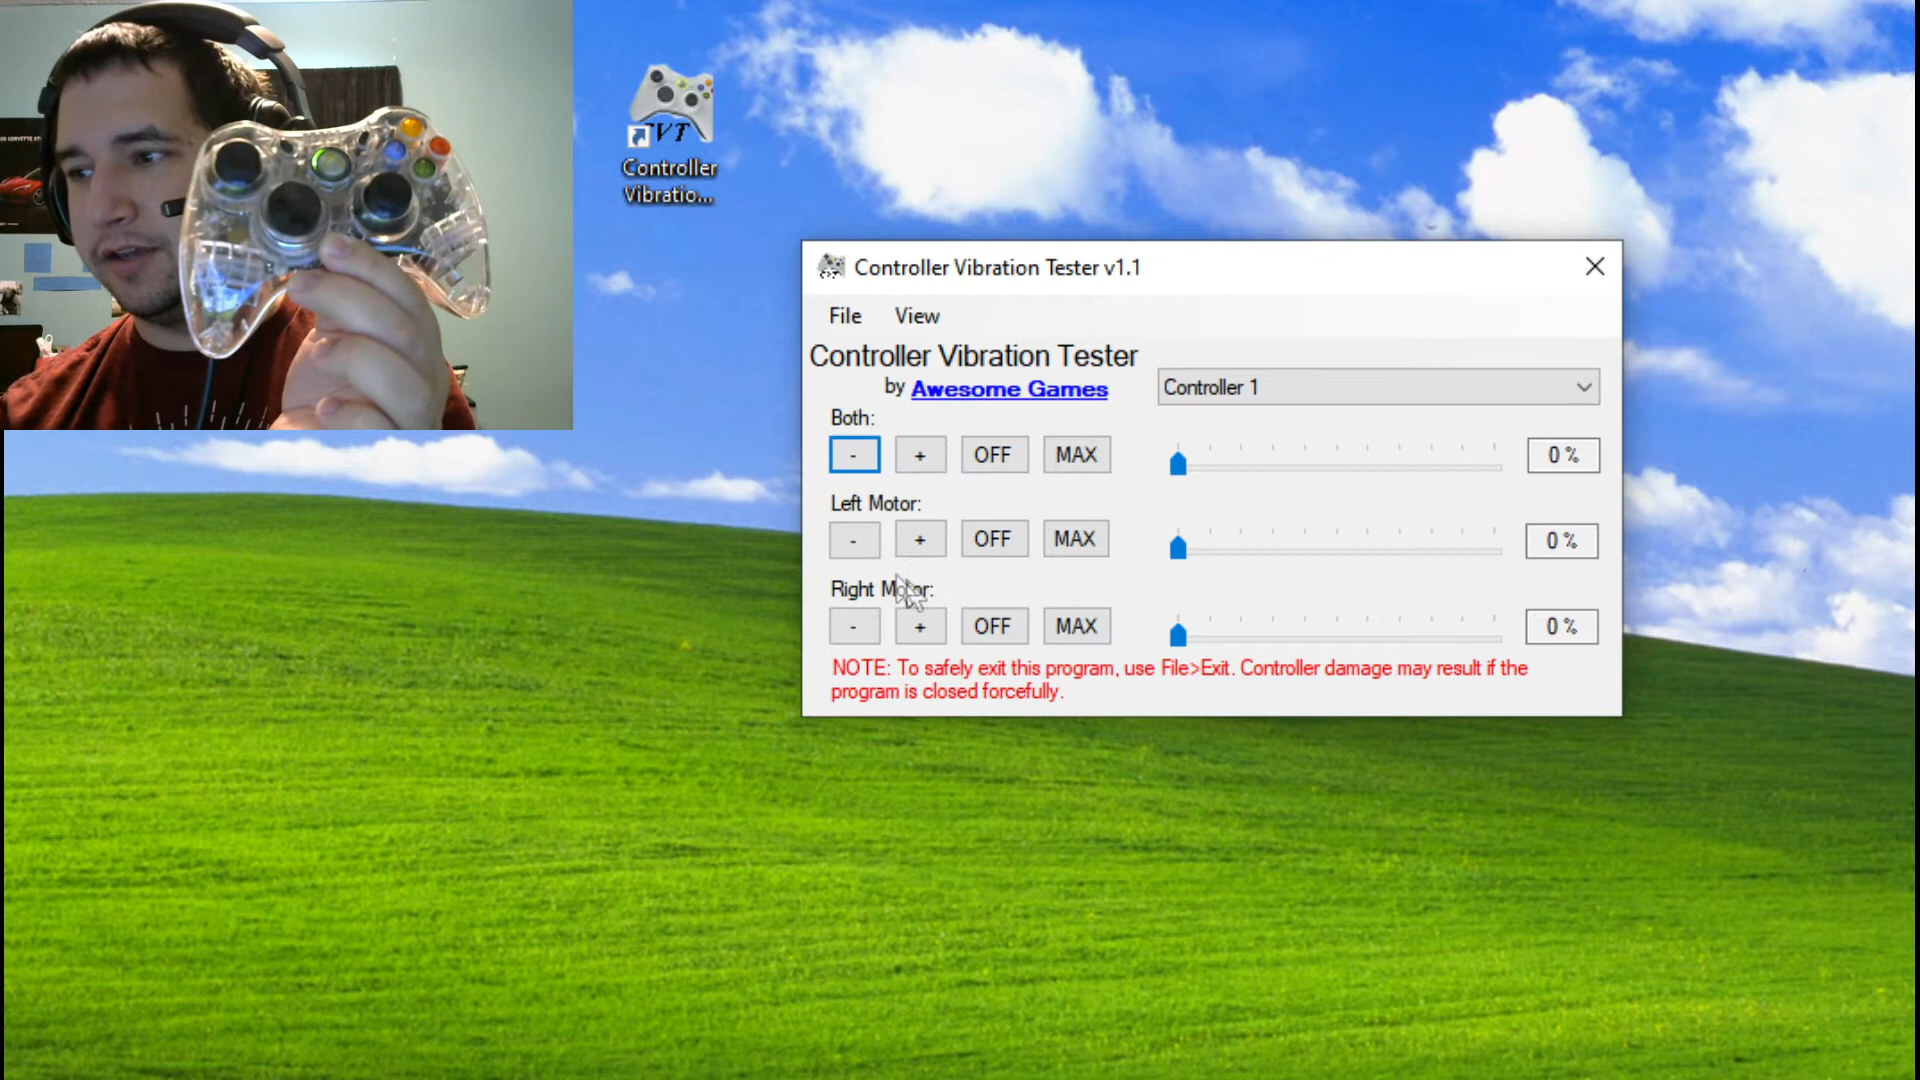 CVT
Controller
Vibratio...
Controller Vibration Tester v1.1
File View
Controller Vibration Tester
by Awesome Games
Controller 1
Both:
- + OFF MAX 0 %
Left Motor:
- + OFF MAX 0 %
Right Motor:
- + OFF MAX 0 %
NOTE: To safely exit this program, use File>Exit. Controller damage may result if the
program is closed forcefully.